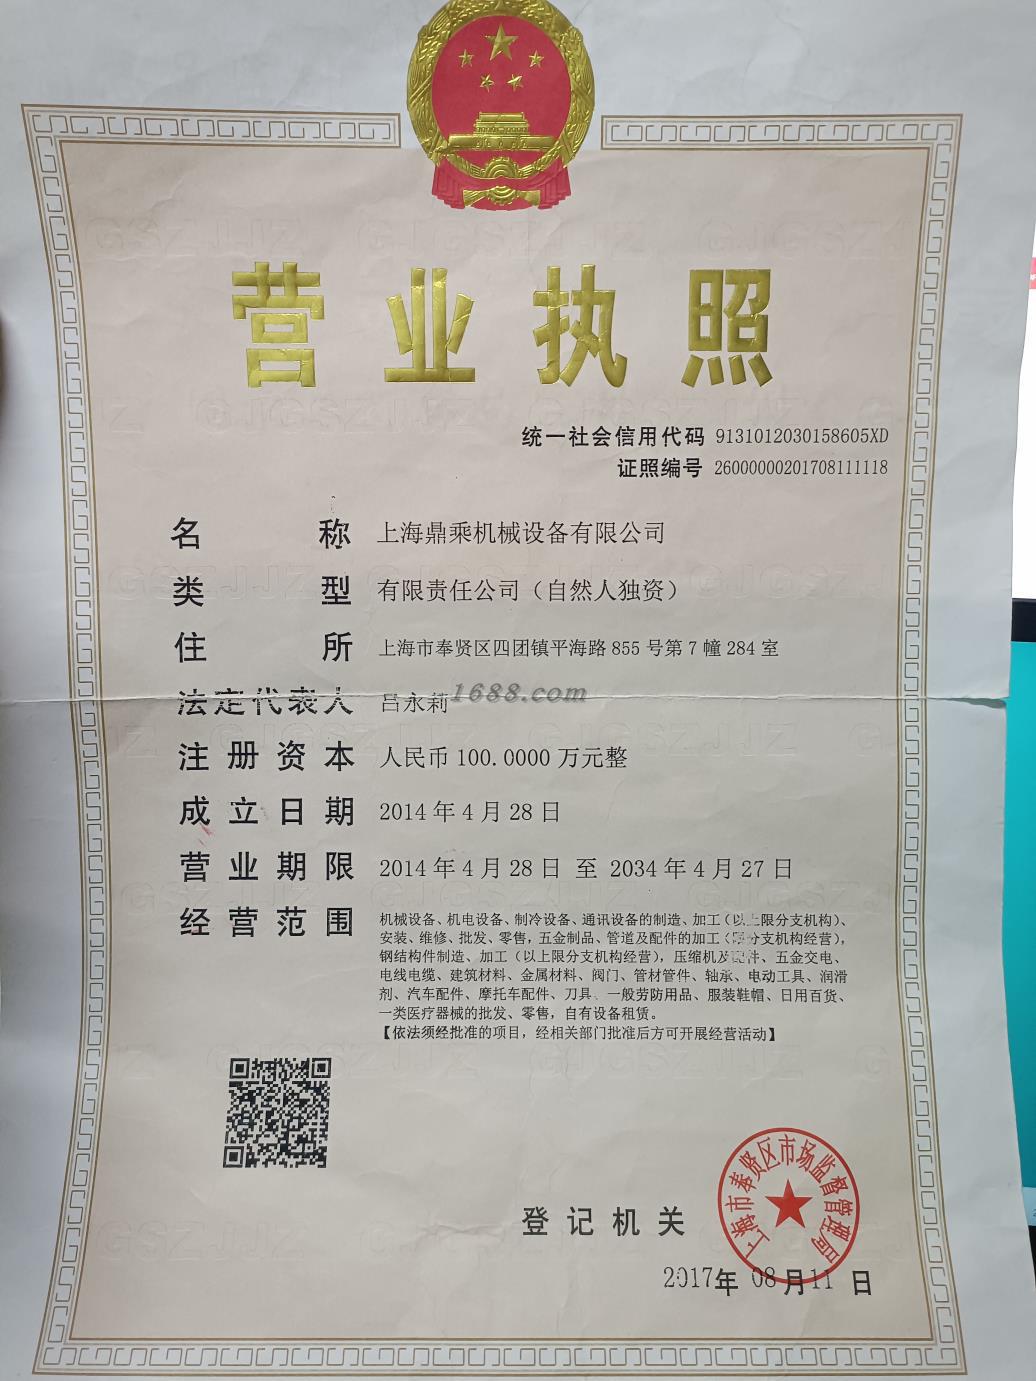 营业执照
统一社会信用代码 9131012030158605XD
证照编号 26000000201708111118
名称 上海鼎乘机械设备有限公司
类型 有限责任公司（自然人独资）
住所 上海市奉贤区四团镇平海路855号第7幢284室
法定代表人 吕永莉
1688.com
注册资本 人民币100.0000万元整
成立日期 2014年4月28日
营业期限 2014年4月28日 至 2034年4月27日
经营范围 机械设备、机电设备、制冷设备、通讯设备的制造、加工（以上限分支机构）、
安装、维修、批发、零售，五金制品、管道及配件的加工（限分支机构经营），
钢结构件制造、加工（以上限分支机构经营），压缩机及配件、五金交电、
电线电缆、建筑材料、金属材料、阀门、管材管件、轴承、电动工具、润滑
剂、汽车配件、摩托车配件、刀具、一般劳防用品、服装鞋帽、日用百货、
一类医疗器械的批发、零售，自有设备租赁。
【依法须经批准的项目，经相关部门批准后方可开展经营活动】
登记机关
上海市奉贤区市场监督管理局
2017年08月11日